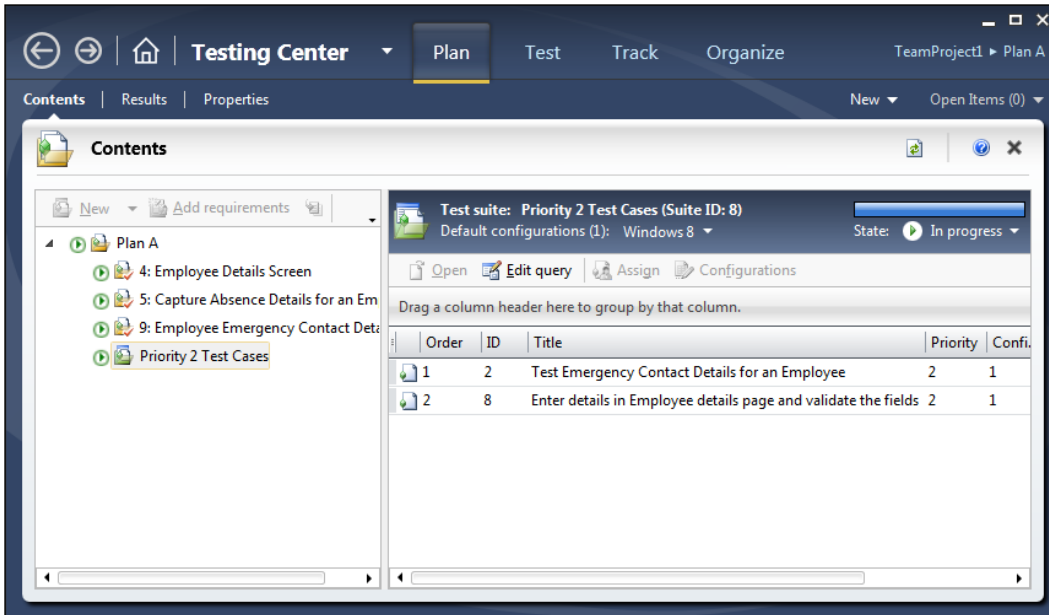 Testing Center Plan Test Track Organize TeamProject1 ▸ Plan A
Contents | Results | Properties New Open Items (0)
Contents
New Add requirements
Plan A
4: Employee Details Screen
5: Capture Absence Details for an Em
9: Employee Emergency Contact Deta
Priority 2 Test Cases
Test suite: Priority 2 Test Cases (Suite ID: 8)
Default configurations (1): Windows 8 State: In progress
Open Edit query Assign Configurations
Drag a column header here to group by that column.
Order ID Title Priority Confi.
1 2 Test Emergency Contact Details for an Employee 2 1
2 8 Enter details in Employee details page and validate the fields 2 1